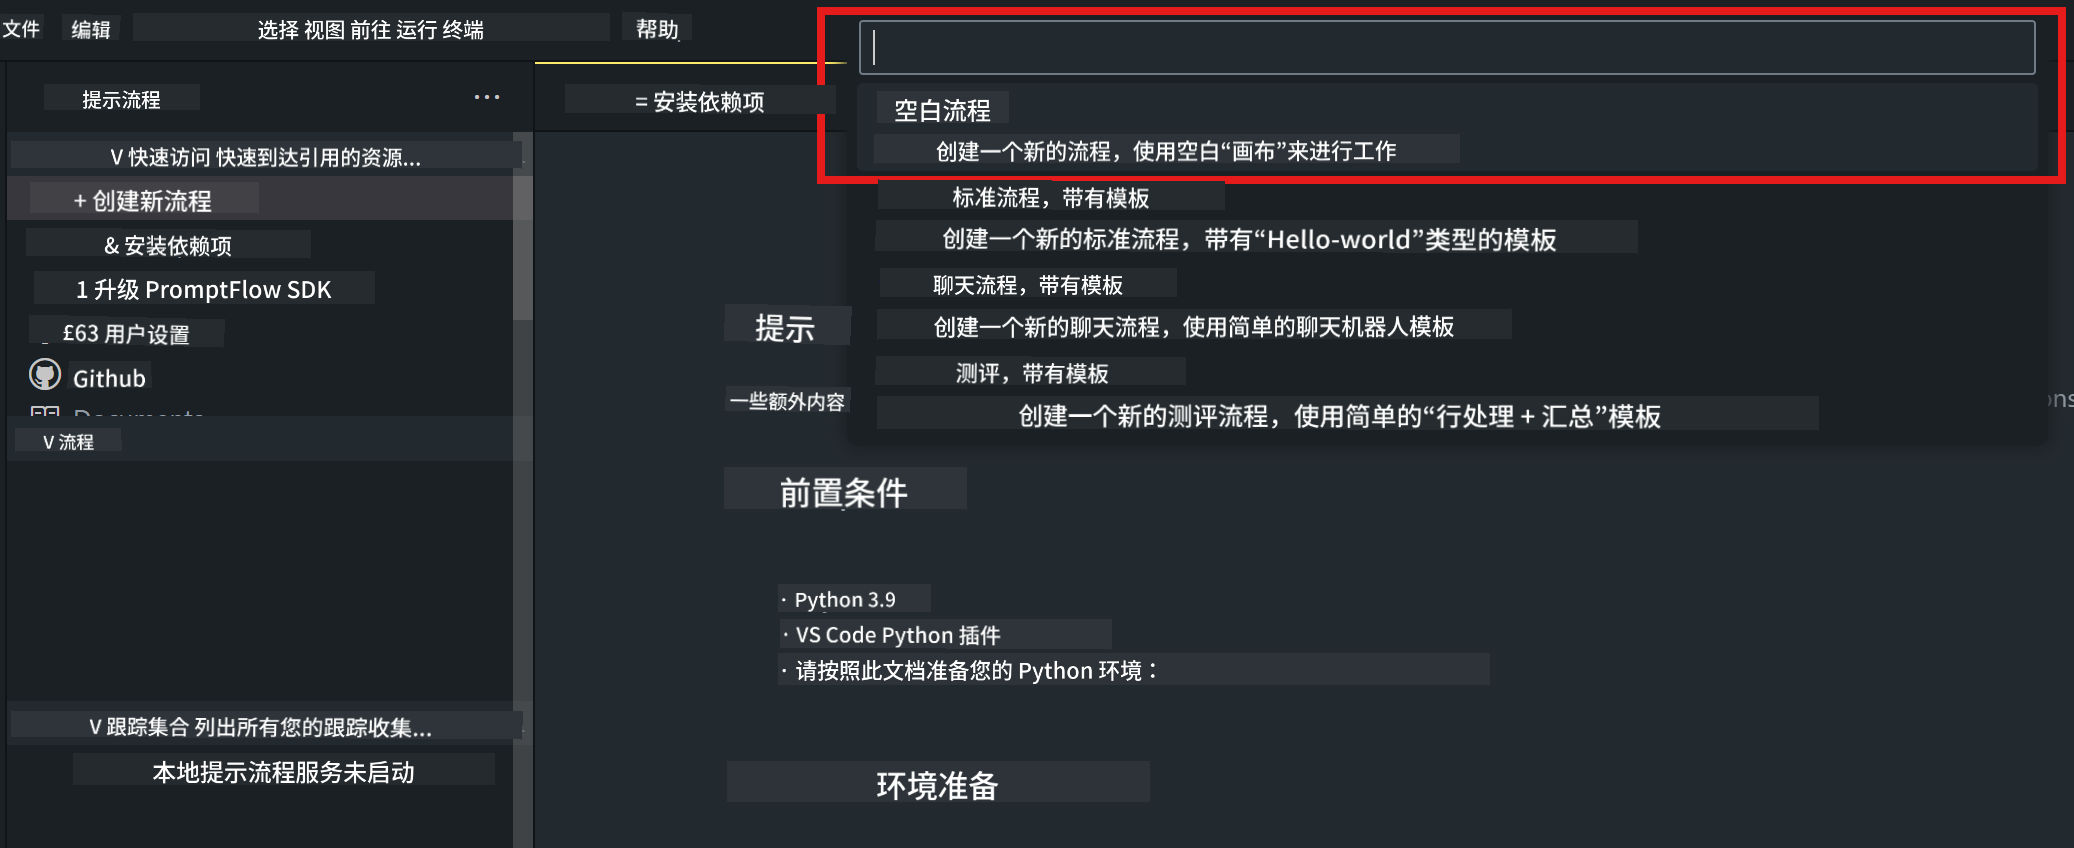 文件 编辑 选择 视图 前往 运行 终端 帮助
提示流程 ···
V 快速访问 快速到达引用的资源...
+ 创建新流程
& 安装依赖项
1 升级 PromptFlow SDK
£63 用户设置
Github
Documents
V 流程
V 跟踪集合 列出所有您的跟踪收集...
本地提示流程服务未启动
= 安装依赖项
空白流程
创建一个新的流程，使用空白“画布”来进行工作
标准流程，带有模板
创建一个新的标准流程，带有“Hello-world”类型的模板
聊天流程，带有模板
创建一个新的聊天流程，使用简单的聊天机器人模板
测评，带有模板
创建一个新的测评流程，使用简单的“行处理 + 汇总”模板
提示
一些额外内容
前置条件
· Python 3.9
· VS Code Python 插件
· 请按照此文档准备您的 Python 环境：
环境准备